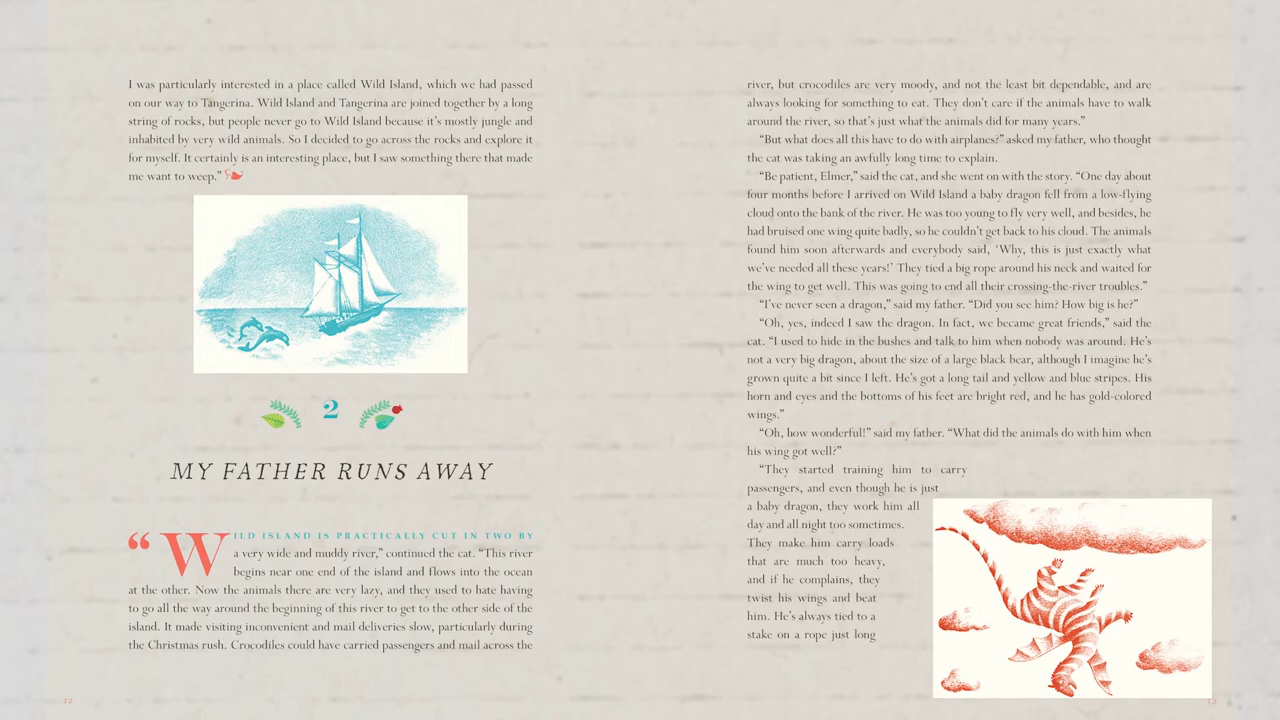 I was particularly interested in a place called Wild Island, which we had passed
on our way to Tangerina. Wild Island and Tangerina are joined together by a long
string of rocks, but people never go to Wild Island because it’s mostly jungle and
inhabited by very wild animals. So I decided to go across the rocks and explore it
for myself. It certainly is an interesting place, but I saw something there that made
me want to weep.”
2
MY FATHER RUNS AWAY
“WILD ISLAND IS PRACTICALLY CUT IN TWO BY
a very wide and muddy river,” continued the cat. “This river
begins near one end of the island and flows into the ocean
at the other. Now the animals there are very lazy, and they used to hate having
to go all the way around the beginning of this river to get to the other side of the
island. It made visiting inconvenient and mail deliveries slow, particularly during
the Christmas rush. Crocodiles could have carried passengers and mail across the
12
river, but crocodiles are very moody, and not the least bit dependable, and are
always looking for something to eat. They don’t care if the animals have to walk
around the river, so that’s just what the animals did for many years.”
“But what does all this have to do with airplanes?” asked my father, who thought
the cat was taking an awfully long time to explain.
“Be patient, Elmer,” said the cat, and she went on with the story. “One day about
four months before I arrived on Wild Island a baby dragon fell from a low-flying
cloud onto the bank of the river. He was too young to fly very well, and besides, he
had bruised one wing quite badly, so he couldn’t get back to his cloud. The animals
found him soon afterwards and everybody said, ‘Why, this is just exactly what
we’ve needed all these years!’ They tied a big rope around his neck and waited for
the wing to get well. This was going to end all their crossing-the-river troubles.”
“I’ve never seen a dragon,” said my father. “Did you see him? How big is he?”
“Oh, yes, indeed I saw the dragon. In fact, we became great friends,” said the
cat. “I used to hide in the bushes and talk to him when nobody was around. He’s
not a very big dragon, about the size of a large black bear, although I imagine he’s
grown quite a bit since I left. He’s got a long tail and yellow and blue stripes. His
horn and eyes and the bottoms of his feet are bright red, and he has gold-colored
wings.”
“Oh, how wonderful!” said my father. “What did the animals do with him when
his wing got well?”
“They started training him to carry
passengers, and even though he is just
a baby dragon, they work him all
day and all night too sometimes.
They make him carry loads
that are much too heavy,
and if he complains, they
twist his wings and beat
him. He’s always tied to a
stake on a rope just long
13